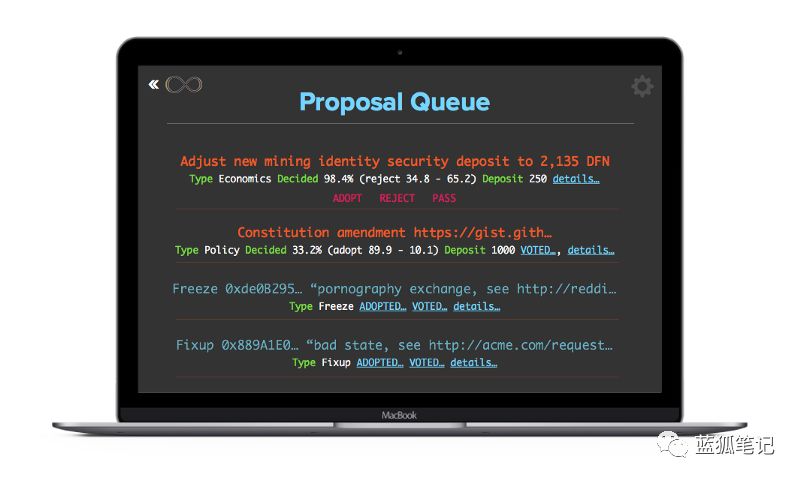 Proposal Queue
Adjust new mining identity security deposit to 2,135 DFN
Type Economics Decided 98.4% (reject 34.8 - 65.2) Deposit 250 details…
ADOPT REJECT PASS
Constitution amendment https://gist.gith…
Type Policy Decided 33.2% (adopt 89.9 - 10.1) Deposit 1000 VOTED…, details…
Freeze 0xde0B295… “pornography exchange, see http://reddi…
Type Freeze ADOPTED… VOTED… details…
Fixup 0x889A1E0… “bad state, see http://acme.com/request…
Type Fixup ADOPTED… VOTED… details…
MacBook
蓝狐笔记